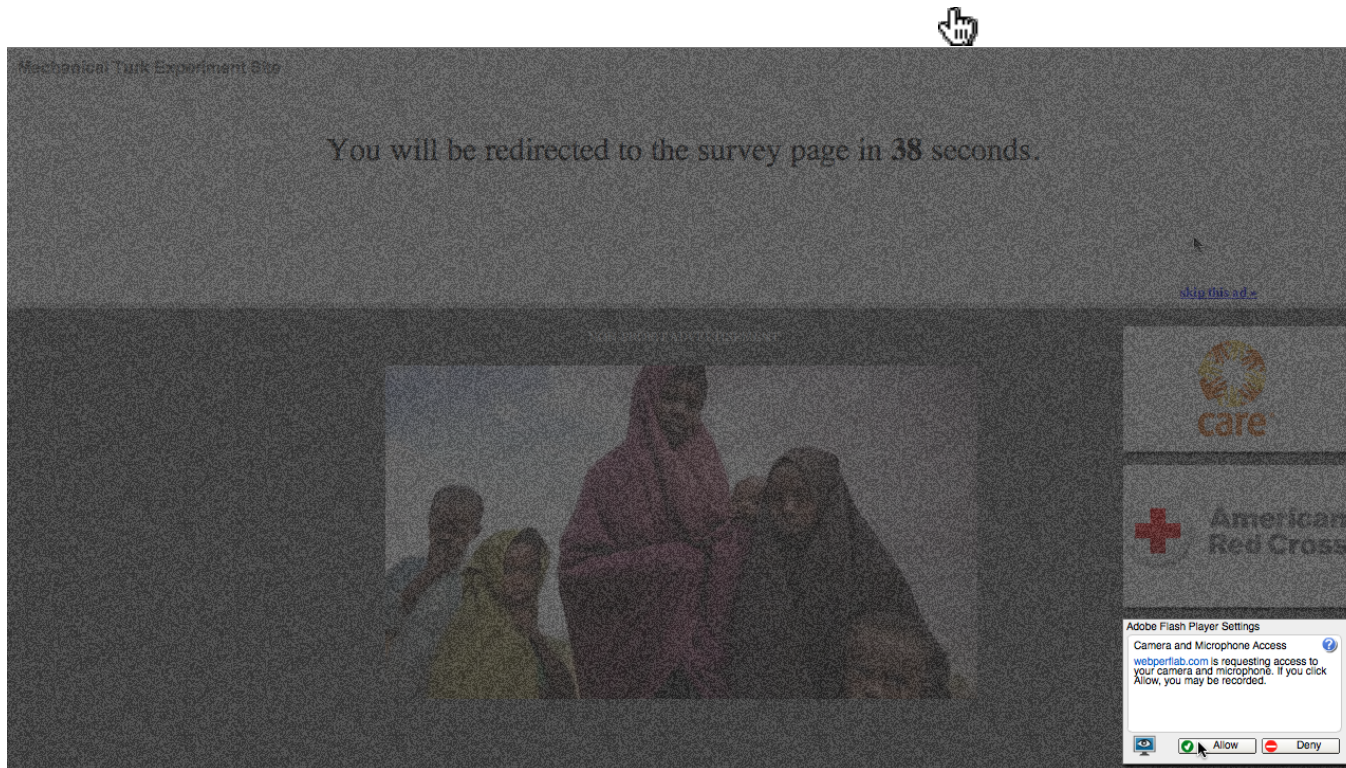 Mechanical Turk Experiment Site
You will be redirected to the survey page in 38 seconds.
skip this ad »
care
American
Red Cross
Adobe Flash Player Settings
Camera and Microphone Access
webperflab.com is requesting access to
your camera and microphone. If you click
Allow, you may be recorded.
Allow
Deny